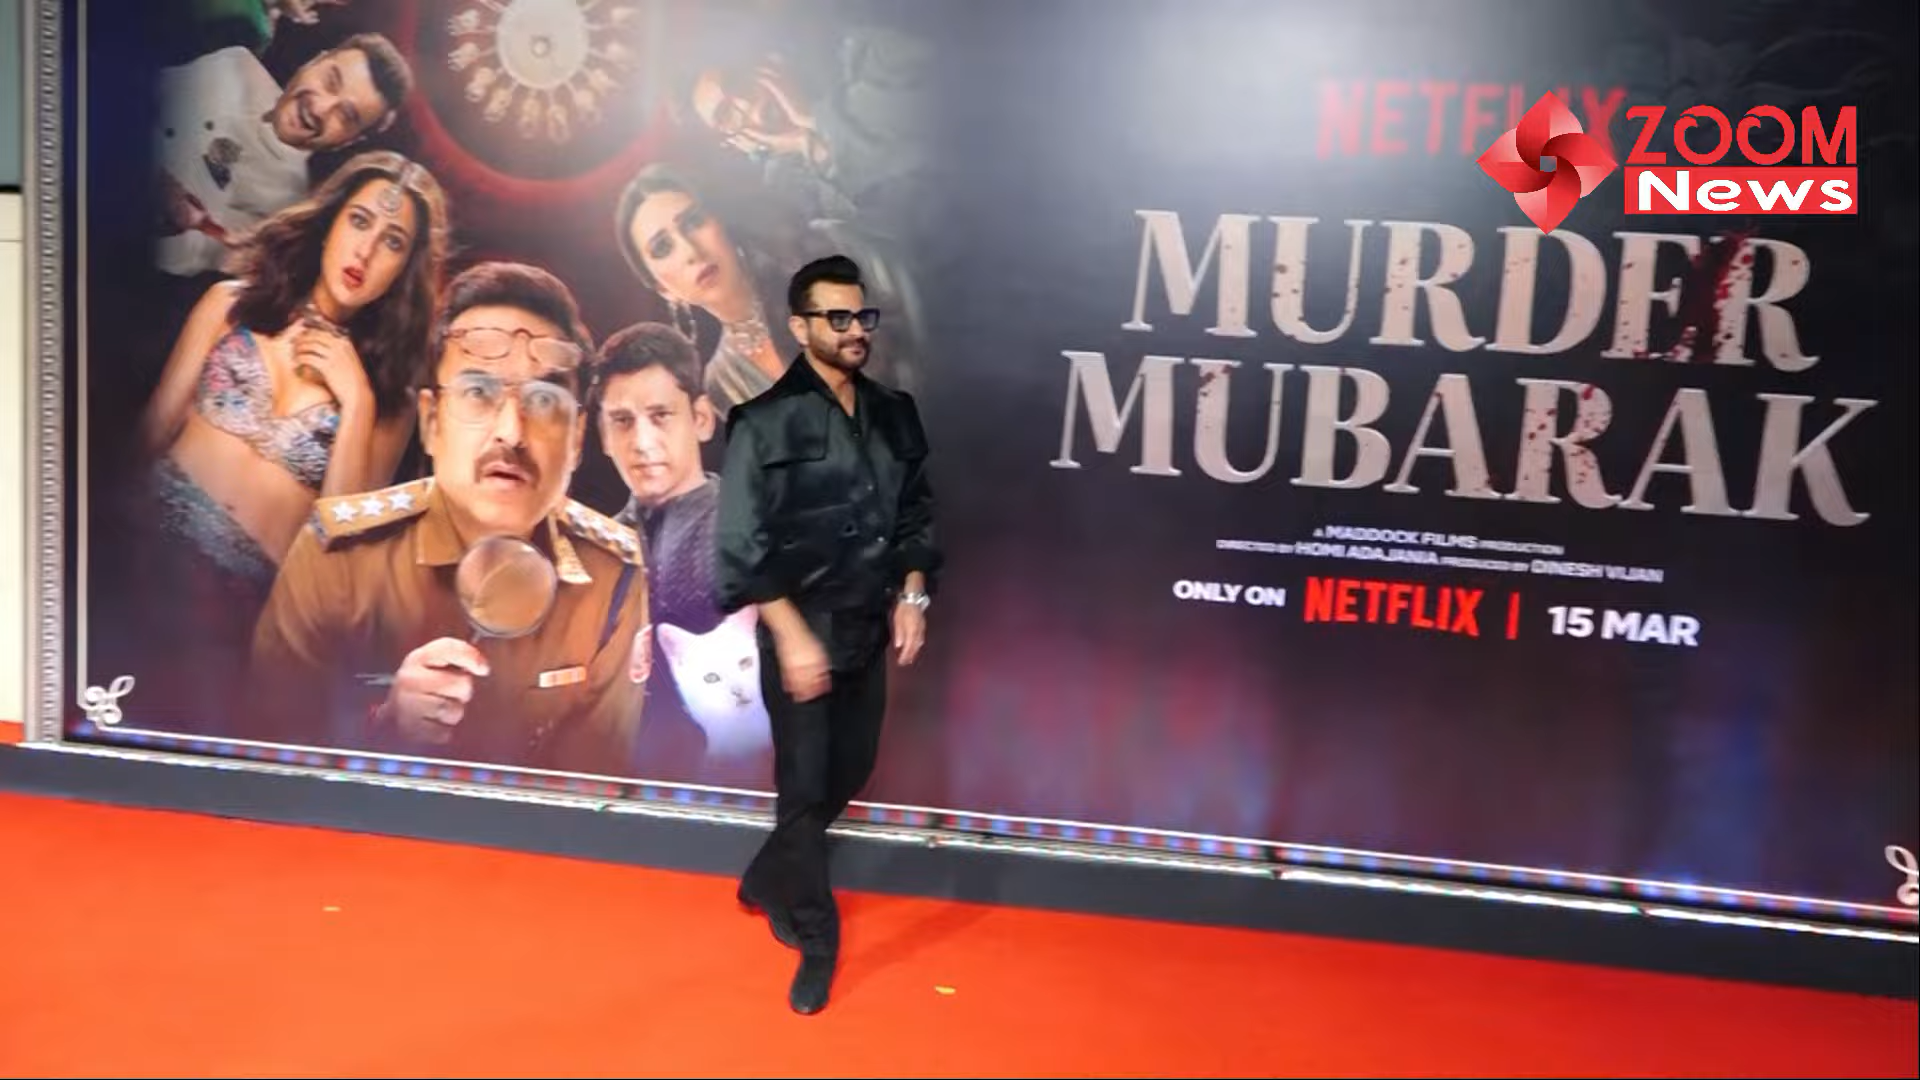 NETFLIX
ZOOM
News
MURDER
MUBARAK
A MADDOCK FILMS PRODUCTION
DIRECTED BY HOMI ADAJANIA PRODUCED BY DINESH VIJAN
ONLY ON NETFLIX | 15 MAR